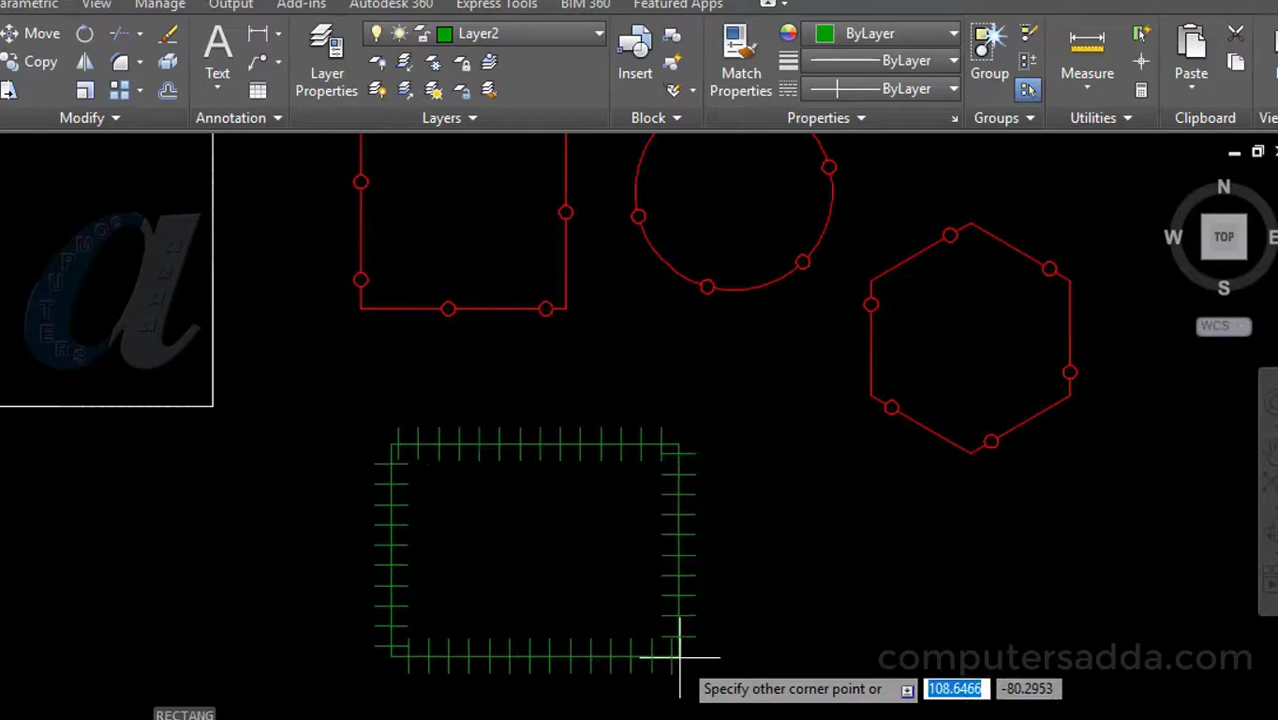 arametric View Manage Output Add-ins Autodesk 360 Express Tools BIM 360 Featured Apps
Move
Copy
Text
Layer
Properties
Layer2
Insert
Match
Properties
ByLayer
ByLayer
ByLayer
Group
Measure
Paste
Modify
Annotation
Layers
Block
Properties
Groups
Utilities
Clipboard
Vie
N
W
TOP
E
S
WCS
COMPUTERS
a
computersadda.com
Specify other corner point or
108.6466
-80.2953
RECTANG